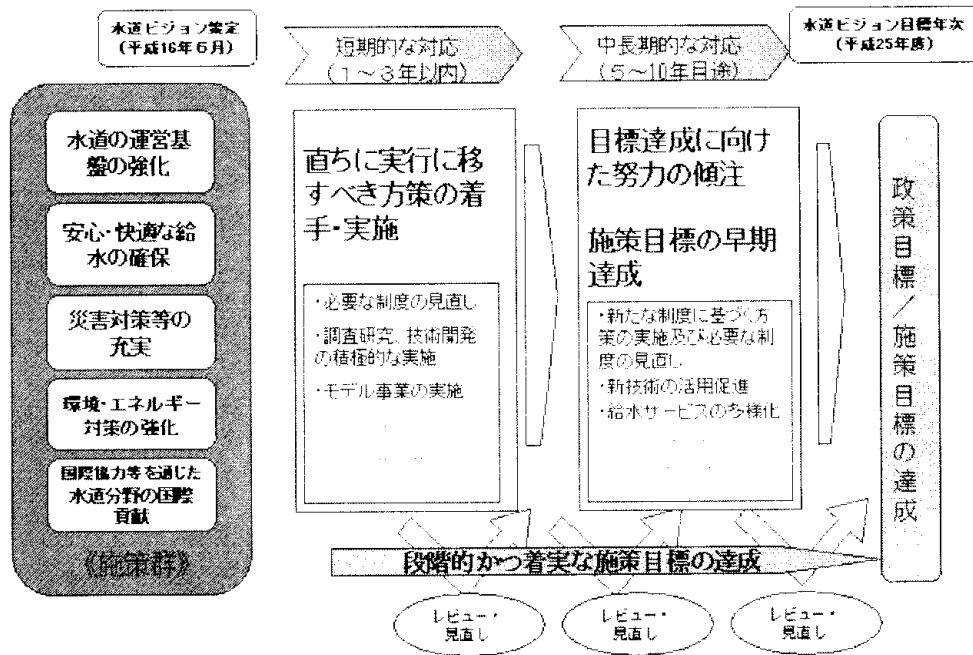 水道ビジョン策定
（平成16年6月）
短期的な対応
（1～3年以内）
中長期的な対応
（5～10年目途）
水道ビジョン目標年次
（平成25年度）
水道の運営基
盤の強化
安心・快適な給
水の確保
災害対策等の
充実
環境・エネルギー
対策の強化
国際協力等を通じた
水道分野の国際
貢献
《施策群》
直ちに実行に移
すべき方策の着
手・実施
・必要な制度の見直し
・調査研究、技術開発
の積極的な実施
・モデル事業の実施
目標達成に向け
た努力の傾注
施策目標の早期
達成
・新たな制度に基づく方
策の実施及び必要な制
度の見直し
・新技術の活用促進
・給水サービスの多様化
政策目標／施策目標の達成
段階的かつ着実な施策目標の達成
レビュー・
見直し
レビュー・
見直し
レビュー・
見直し